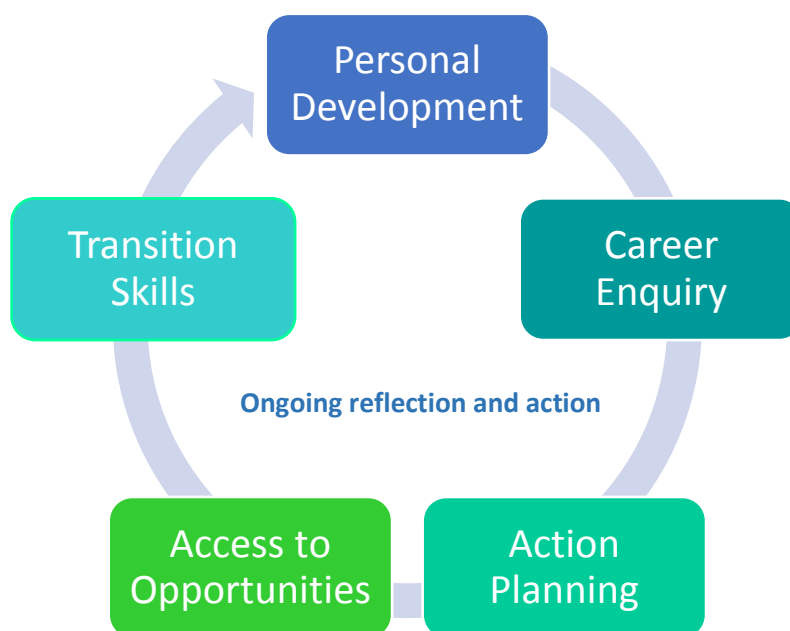 Personal
Development
Career
Enquiry
Action
Planning
Access to
Opportunities
Transition
Skills
Ongoing reflection and action